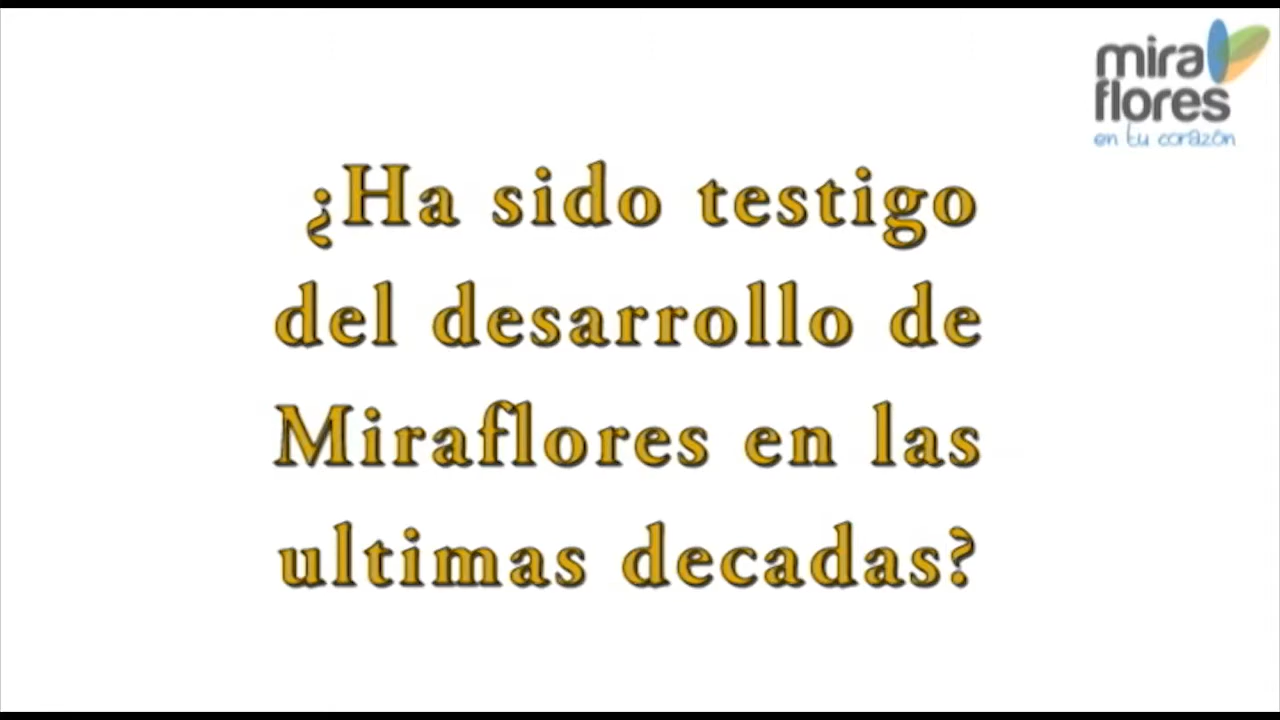 mira
flores
en tu corazón
¿Ha sido testigo
del desarrollo de
Miraflores en las
ultimas decadas?